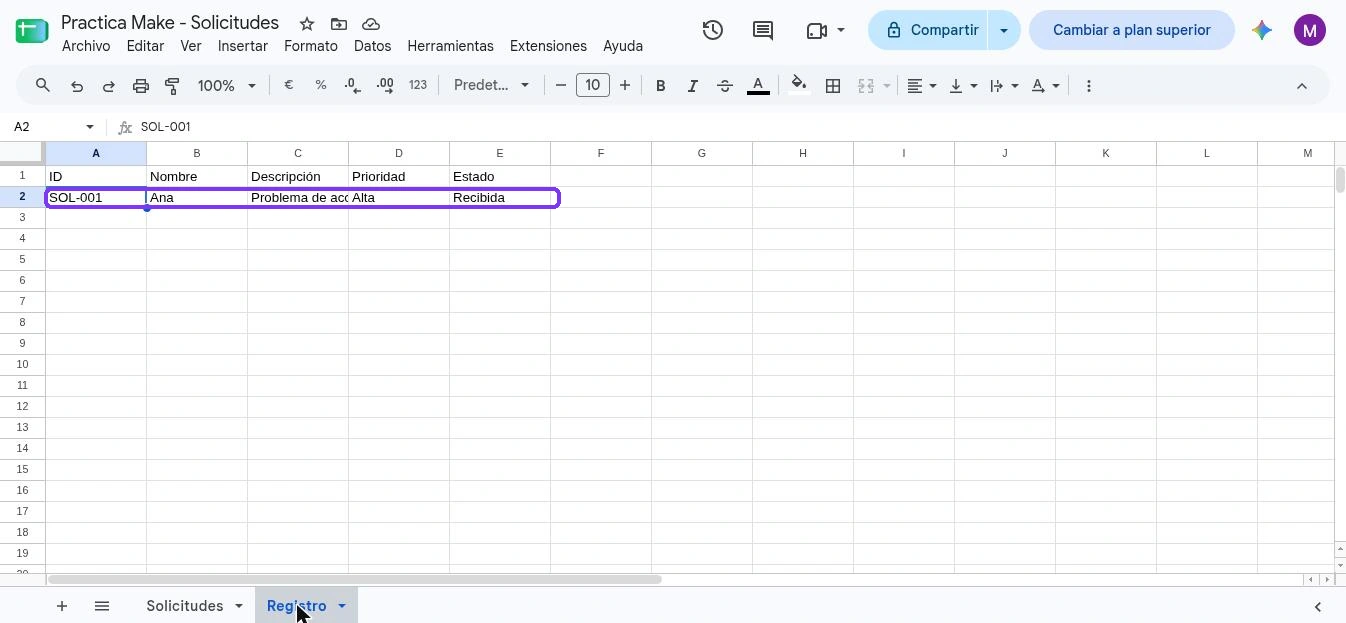 Practica Make - Solicitudes
Archivo Editar Ver Insertar Formato Datos Herramientas Extensiones Ayuda
Compartir
Cambiar a plan superior
M
100% € % .0 .00 123 Predet... 10 B I S A A
A2 fx SOL-001
A B C D E F G H I J K L M
1 ID Nombre Descripción Prioridad Estado
2 SOL-001 Ana Problema de acc Alta Recibida
3
4
5
6
7
8
9
10
11
12
13
14
15
16
17
18
19
Solicitudes Registro